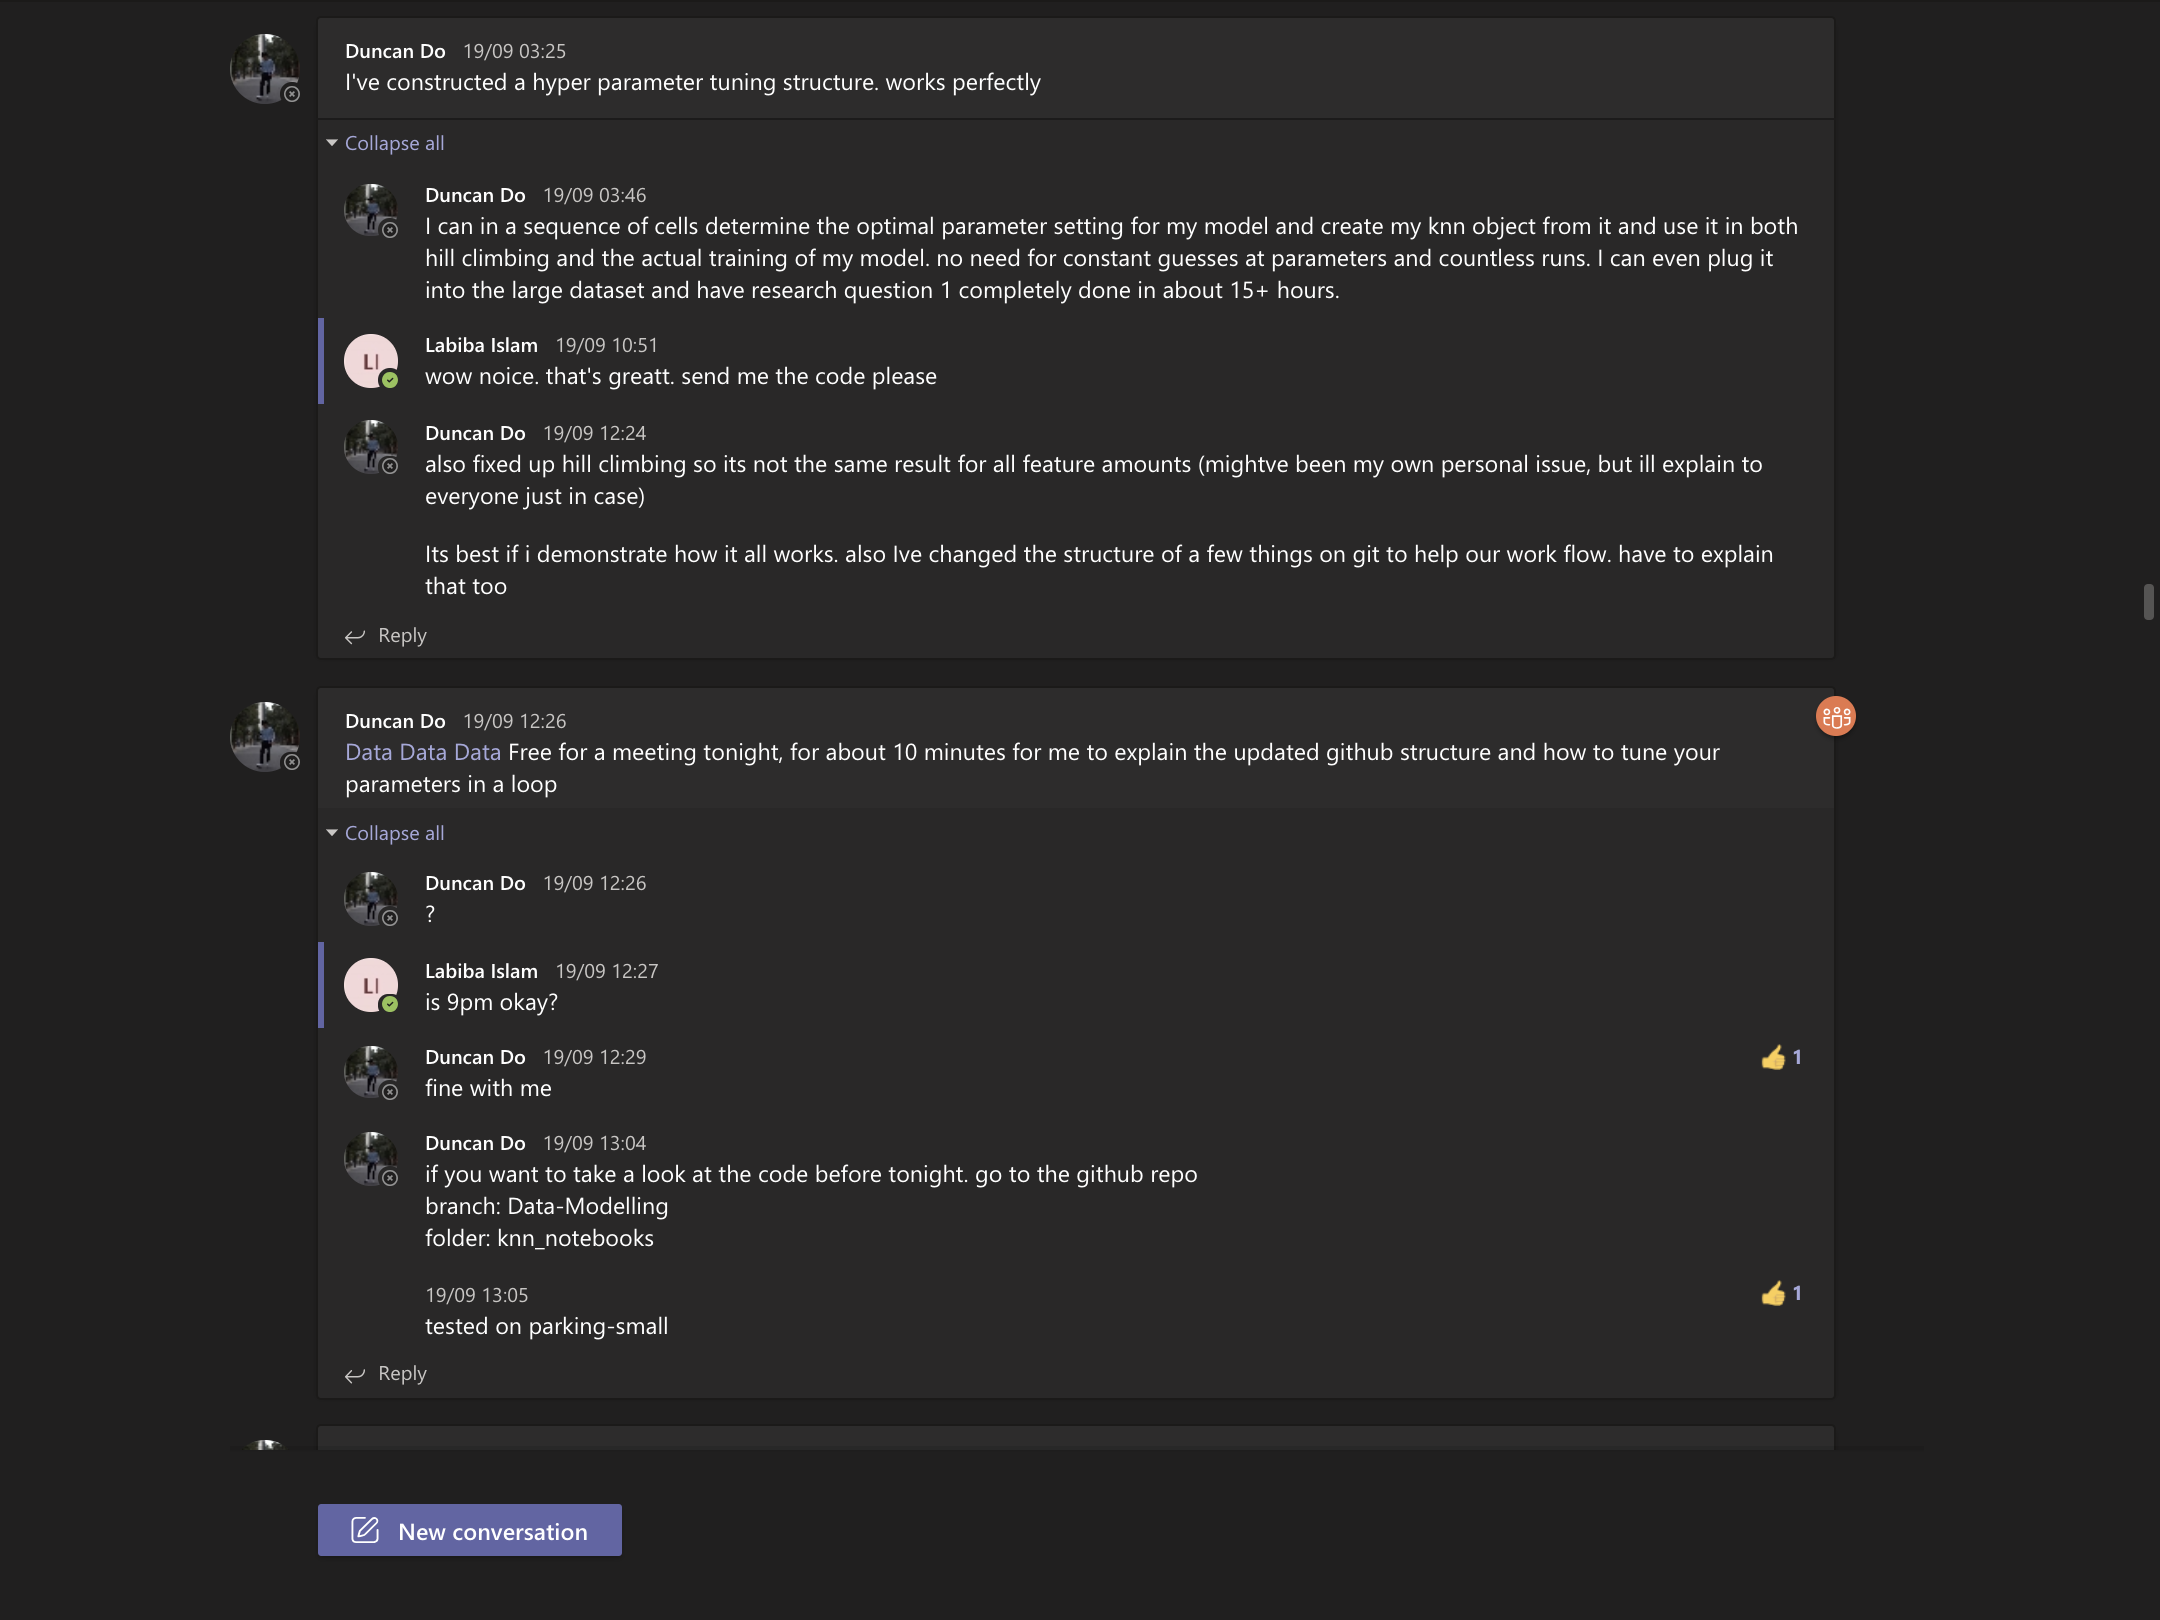 Duncan Do 19/09 03:25
I've constructed a hyper parameter tuning structure. works perfectly
Collapse all
Duncan Do 19/09 03:46
I can in a sequence of cells determine the optimal parameter setting for my model and create my knn object from it and use it in both
hill climbing and the actual training of my model. no need for constant guesses at parameters and countless runs. I can even plug it
into the large dataset and have research question 1 completely done in about 15+ hours.
LI
Labiba Islam 19/09 10:51
wow noice. that's greatt. send me the code please
Duncan Do 19/09 12:24
also fixed up hill climbing so its not the same result for all feature amounts (mightve been my own personal issue, but ill explain to
everyone just in case)
Its best if i demonstrate how it all works. also Ive changed the structure of a few things on git to help our work flow. have to explain
that too
Reply
Duncan Do 19/09 12:26
Data Data Data Free for a meeting tonight, for about 10 minutes for me to explain the updated github structure and how to tune your
parameters in a loop
Collapse all
Duncan Do 19/09 12:26
?
LI
Labiba Islam 19/09 12:27
is 9pm okay?
Duncan Do 19/09 12:29 👍 1
fine with me
Duncan Do 19/09 13:04
if you want to take a look at the code before tonight. go to the github repo
branch: Data-Modelling
folder: knn_notebooks
19/09 13:05 👍 1
tested on parking-small
Reply
New conversation